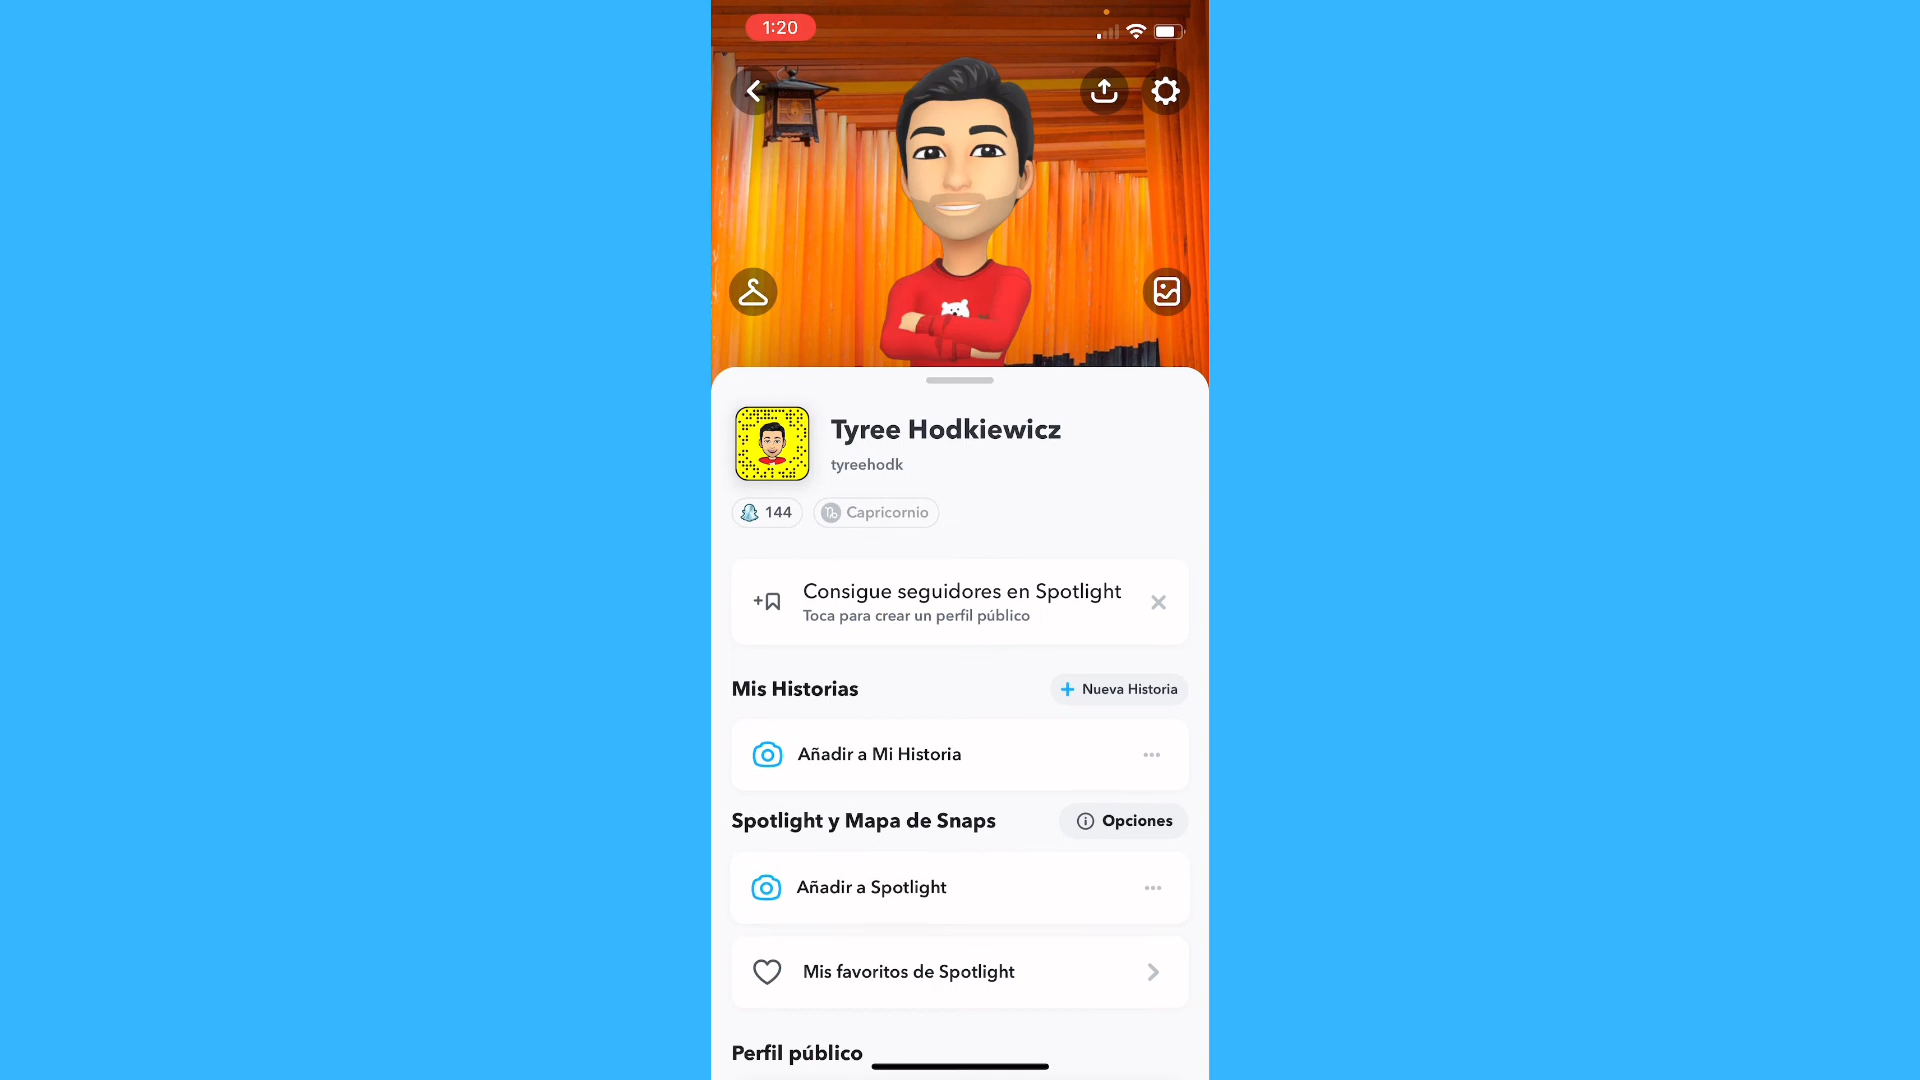 1:20
Tyree Hodkiewicz
tyreehodk
144
Capricornio
Consigue seguidores en Spotlight
Toca para crear un perfil público
Mis Historias
Nueva Historia
Añadir a Mi Historia
Spotlight y Mapa de Snaps
Opciones
Añadir a Spotlight
Mis favoritos de Spotlight
Perfil público